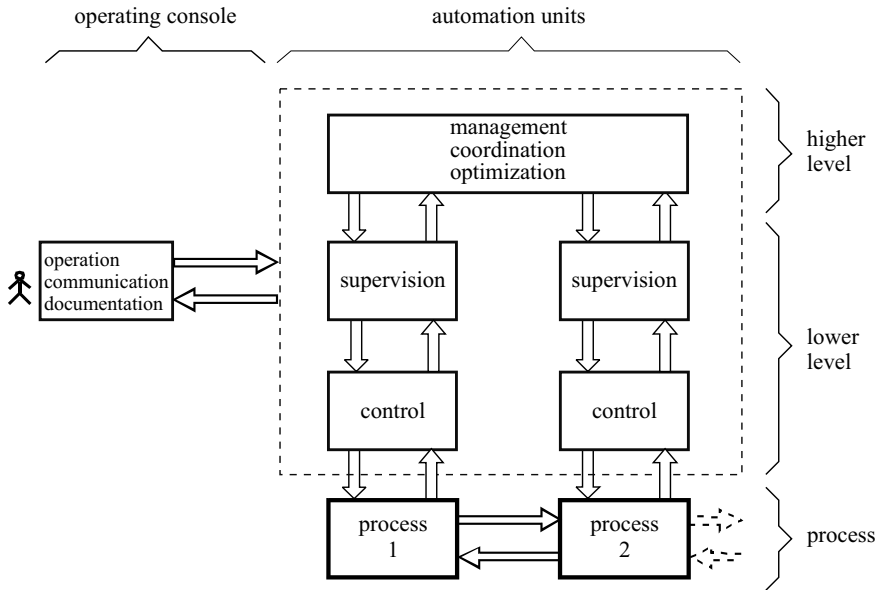 operating console
automation units
management
coordination
optimization
higher
level
operation
communication
documentation
supervision
supervision
lower
level
control
control
process
1
process
2
process